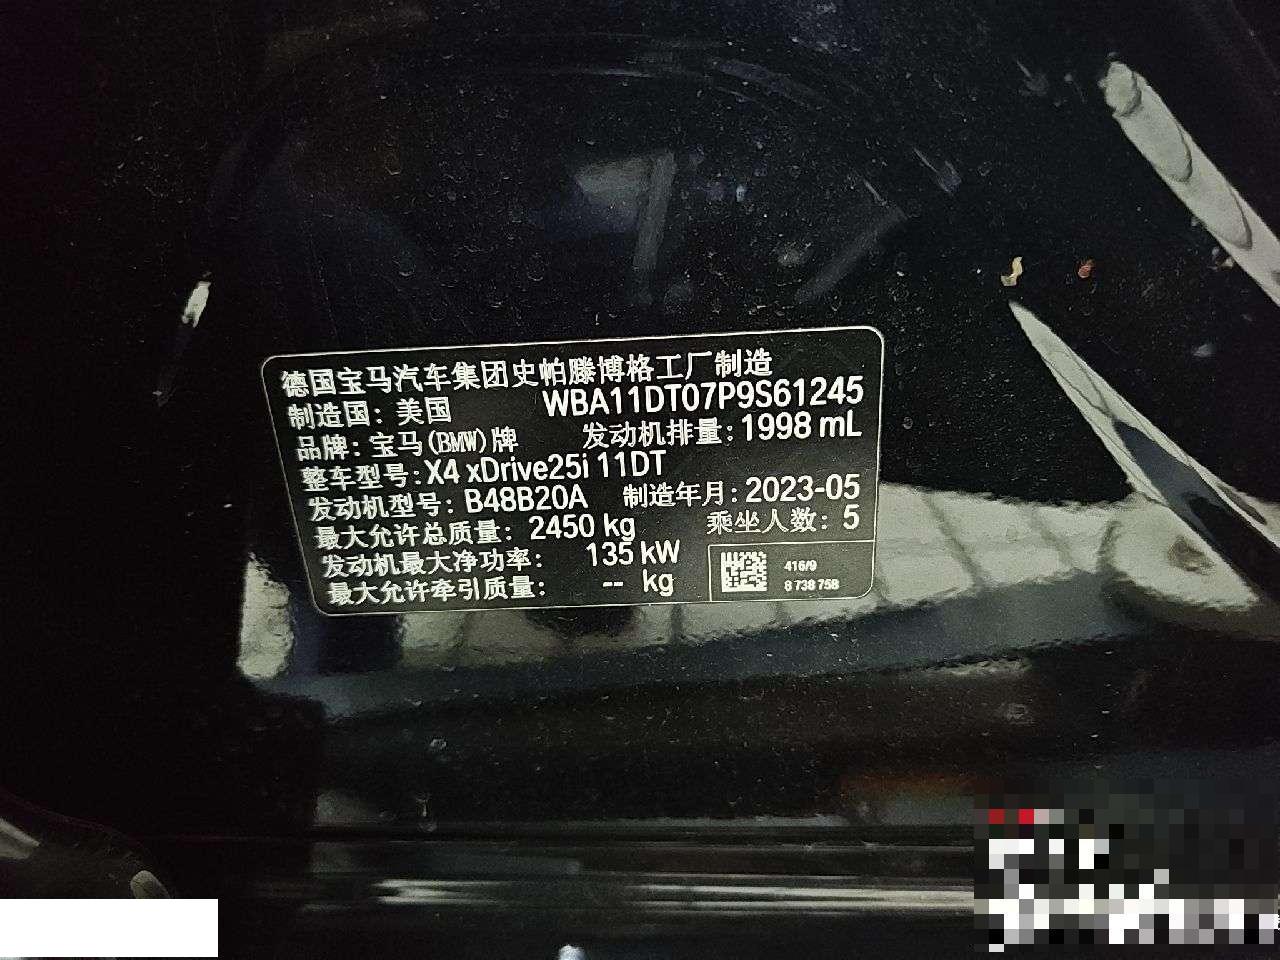 德国宝马汽车集团史帕滕博格工厂制造
制造国: 美国 WBA11DT07P9S61245
品牌: 宝马(BMW)牌 发动机排量: 1998 mL
整车型号: X4 xDrive25i 11DT
发动机型号: B48B20A 制造年月: 2023-05
最大允许总质量: 2450 kg 乘坐人数: 5
发动机最大净功率: 135 kW
最大允许牵引质量: -- kg
416/9
8 738 758